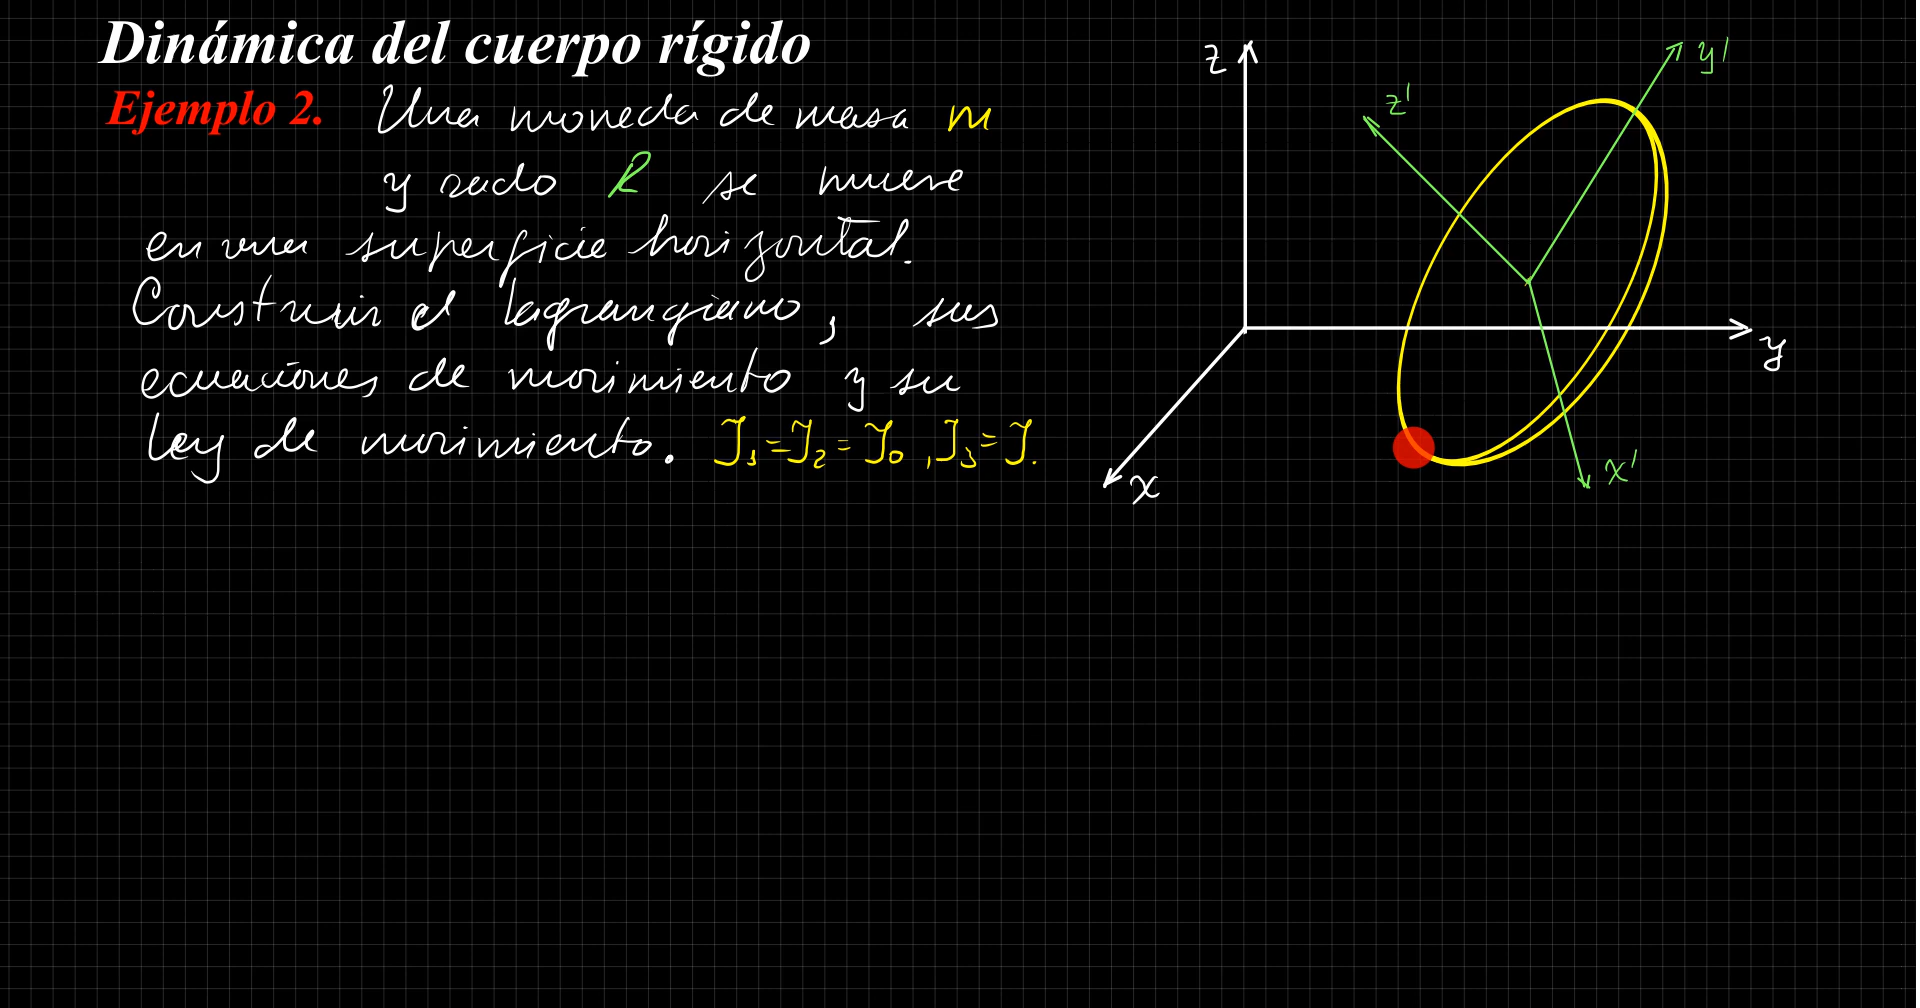 Dinámica del cuerpo rígido
Ejemplo 2. Una moneda de masa m
y radio R se mueve
en una superficie horizontal.
Construir el lagrangiano, sus
ecuaciones de movimiento y su
ley de movimiento. J₁=J₂=J₀, J₃=J.
z
z'
y'
y
x'
x